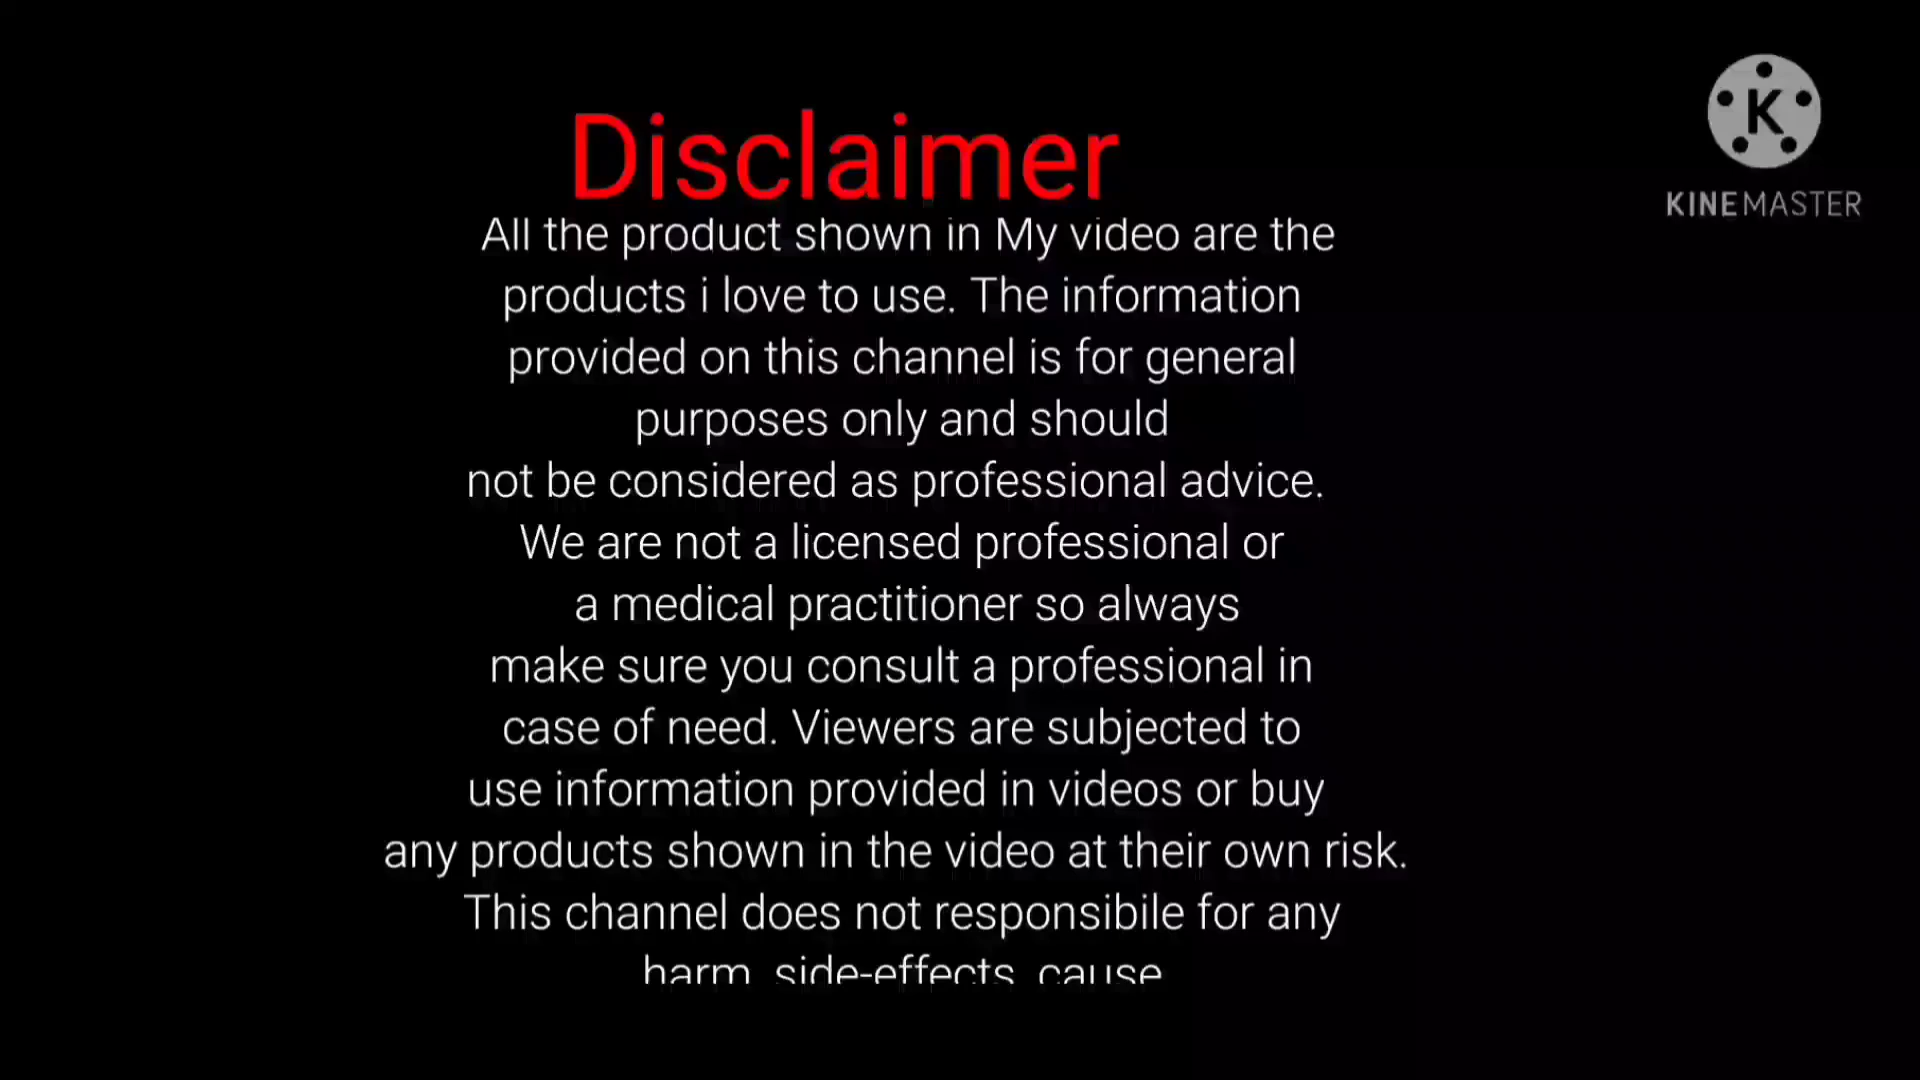 Disclaimer
All the product shown in My video are the
products i love to use. The information
provided on this channel is for general
purposes only and should
not be considered as professional advice.
We are not a licensed professional or
a medical practitioner so always
make sure you consult a professional in
case of need. Viewers are subjected to
use information provided in videos or buy
any products shown in the video at their own risk.
This channel does not responsibile for any
harm, side-effects, cause
K
KINEMASTER